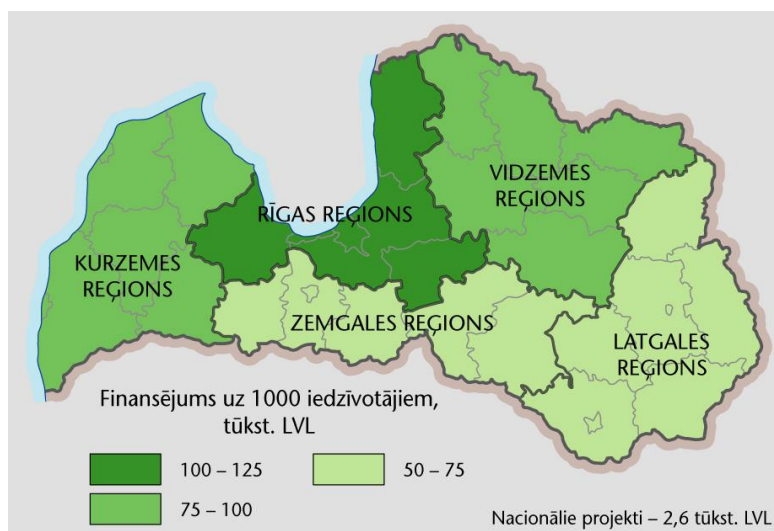 RĪGAS REĢIONS
VIDZEMES
REĢIONS
KURZEMES
REĢIONS
ZEMGALES REĢIONS
LATGALES
REĢIONS
Finansējums uz 1000 iedzīvotājiem,
tūkst. LVL
100 – 125
50 – 75
75 – 100
Nacionālie projekti – 2,6 tūkst. LVL